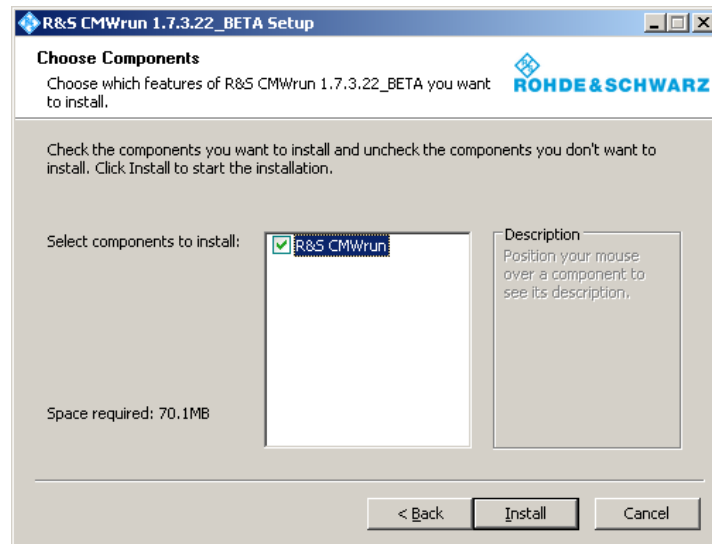 R&S CMWrun 1.7.3.22_BETA Setup
Choose Components
Choose which features of R&S CMWrun 1.7.3.22_BETA you want
to install.
ROHDE&SCHWARZ
Check the components you want to install and uncheck the components you don't want to
install. Click Install to start the installation.
Select components to install:
R&S CMWrun
Description
Position your mouse
over a component to
see its description.
Space required: 70.1MB
< Back
Install
Cancel